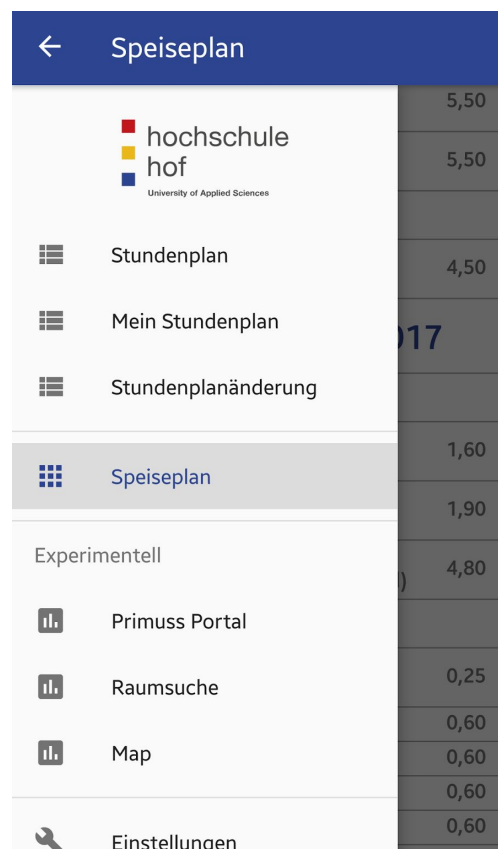 Speiseplan
hochschule
hof
University of Applied Sciences
Stundenplan
Mein Stundenplan
Stundenplanänderung
Speiseplan
Experimentell
Primuss Portal
Raumsuche
Map
Einstellungen
5,50
5,50
4,50
017
1,60
1,90
) 4,80
0,25
0,60
0,60
0,60
0,60